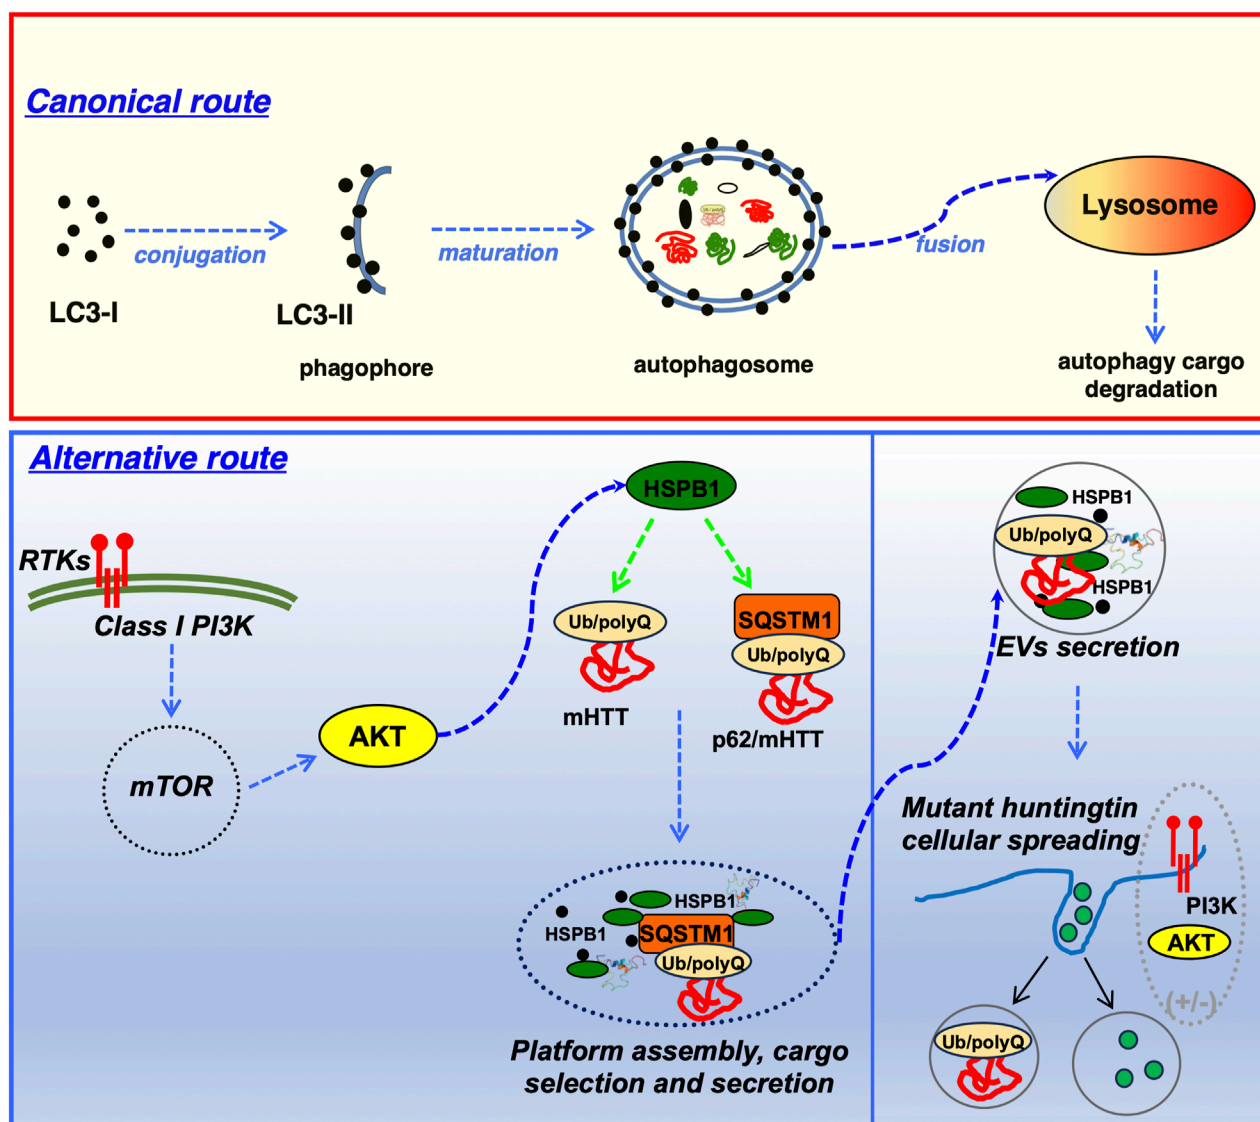 Canonical route
conjugation
maturation
fusion
Lysosome
LC3-I
LC3-II
phagophore
autophagosome
autophagy cargo
degradation
Alternative route
RTKs
Class I PI3K
mTOR
AKT
HSPB1
Ub/polyQ
mHTT
SQSTM1
Ub/polyQ
p62/mHTT
HSPB1
HSPB1
SQSTM1
Ub/polyQ
Platform assembly, cargo
selection and secretion
HSPB1
Ub/polyQ
HSPB1
EVs secretion
Mutant huntingtin
cellular spreading
PI3K
AKT
(+/-)
Ub/polyQ